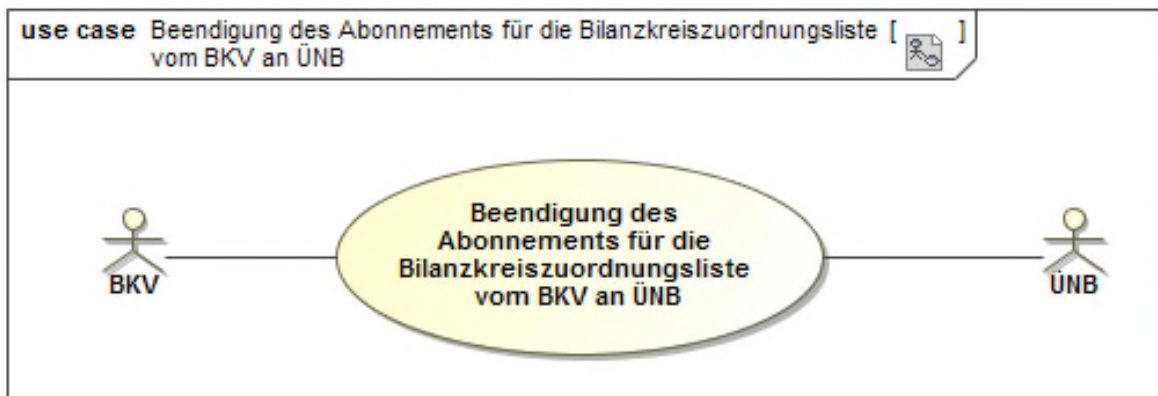 use case Beendigung des Abonnements für die Bilanzkreiszuordnungsliste [ ]
vom BKV an ÜNB
Beendigung des
Abonnements für die
Bilanzkreiszuordnungsliste
vom BKV an ÜNB
BKV
ÜNB